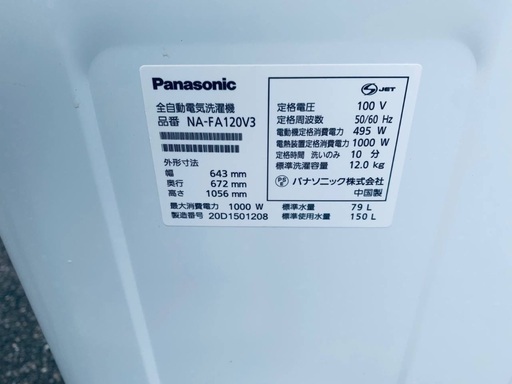 Panasonic
全自動電気洗濯機
品番 NA-FA120V3
外形寸法
幅 643 mm
奥行 672 mm
高さ 1056 mm
最大消費電力 1000 W
製造番号 20D1501208
S JET
定格電圧 100 V
定格周波数 50/60 Hz
電動機定格消費電力 495 W
電熱装置定格消費電力 1000 W
定格時間 洗いのみ 10 分
標準洗濯容量 12.0 kg
PSE パナソニック株式会社
中国製
標準水量 79 L
標準使用水量 150 L